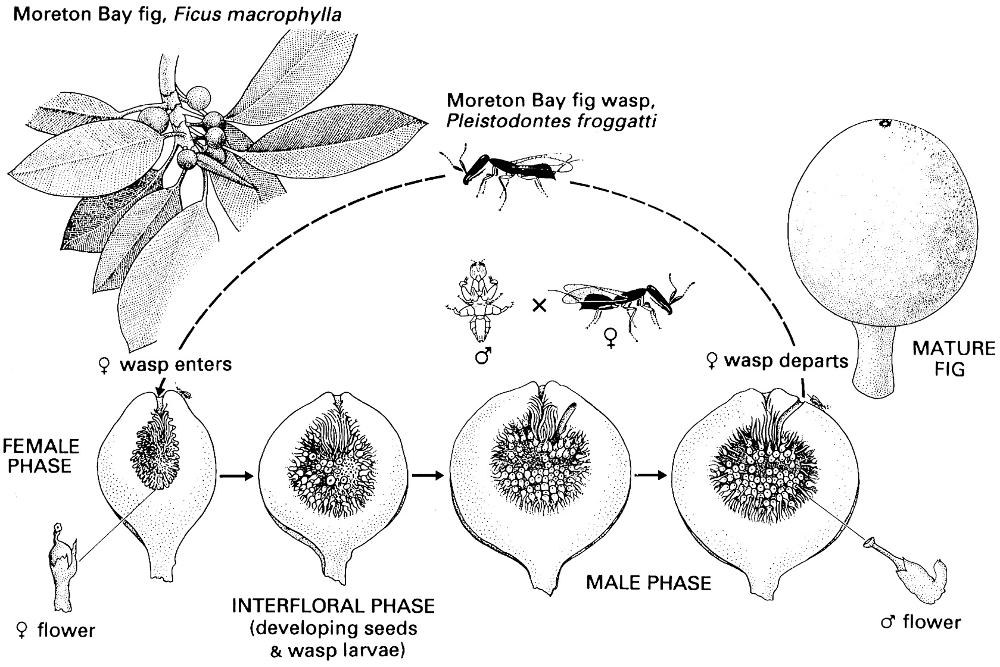 Moreton Bay fig, Ficus macrophylla
Moreton Bay fig wasp,
Pleistodontes froggatti
×
♂
♀
♀ wasp enters
♀ wasp departs
MATURE
FIG
FEMALE
PHASE
♀ flower
INTERFLORAL PHASE
(developing seeds
& wasp larvae)
MALE PHASE
♂ flower